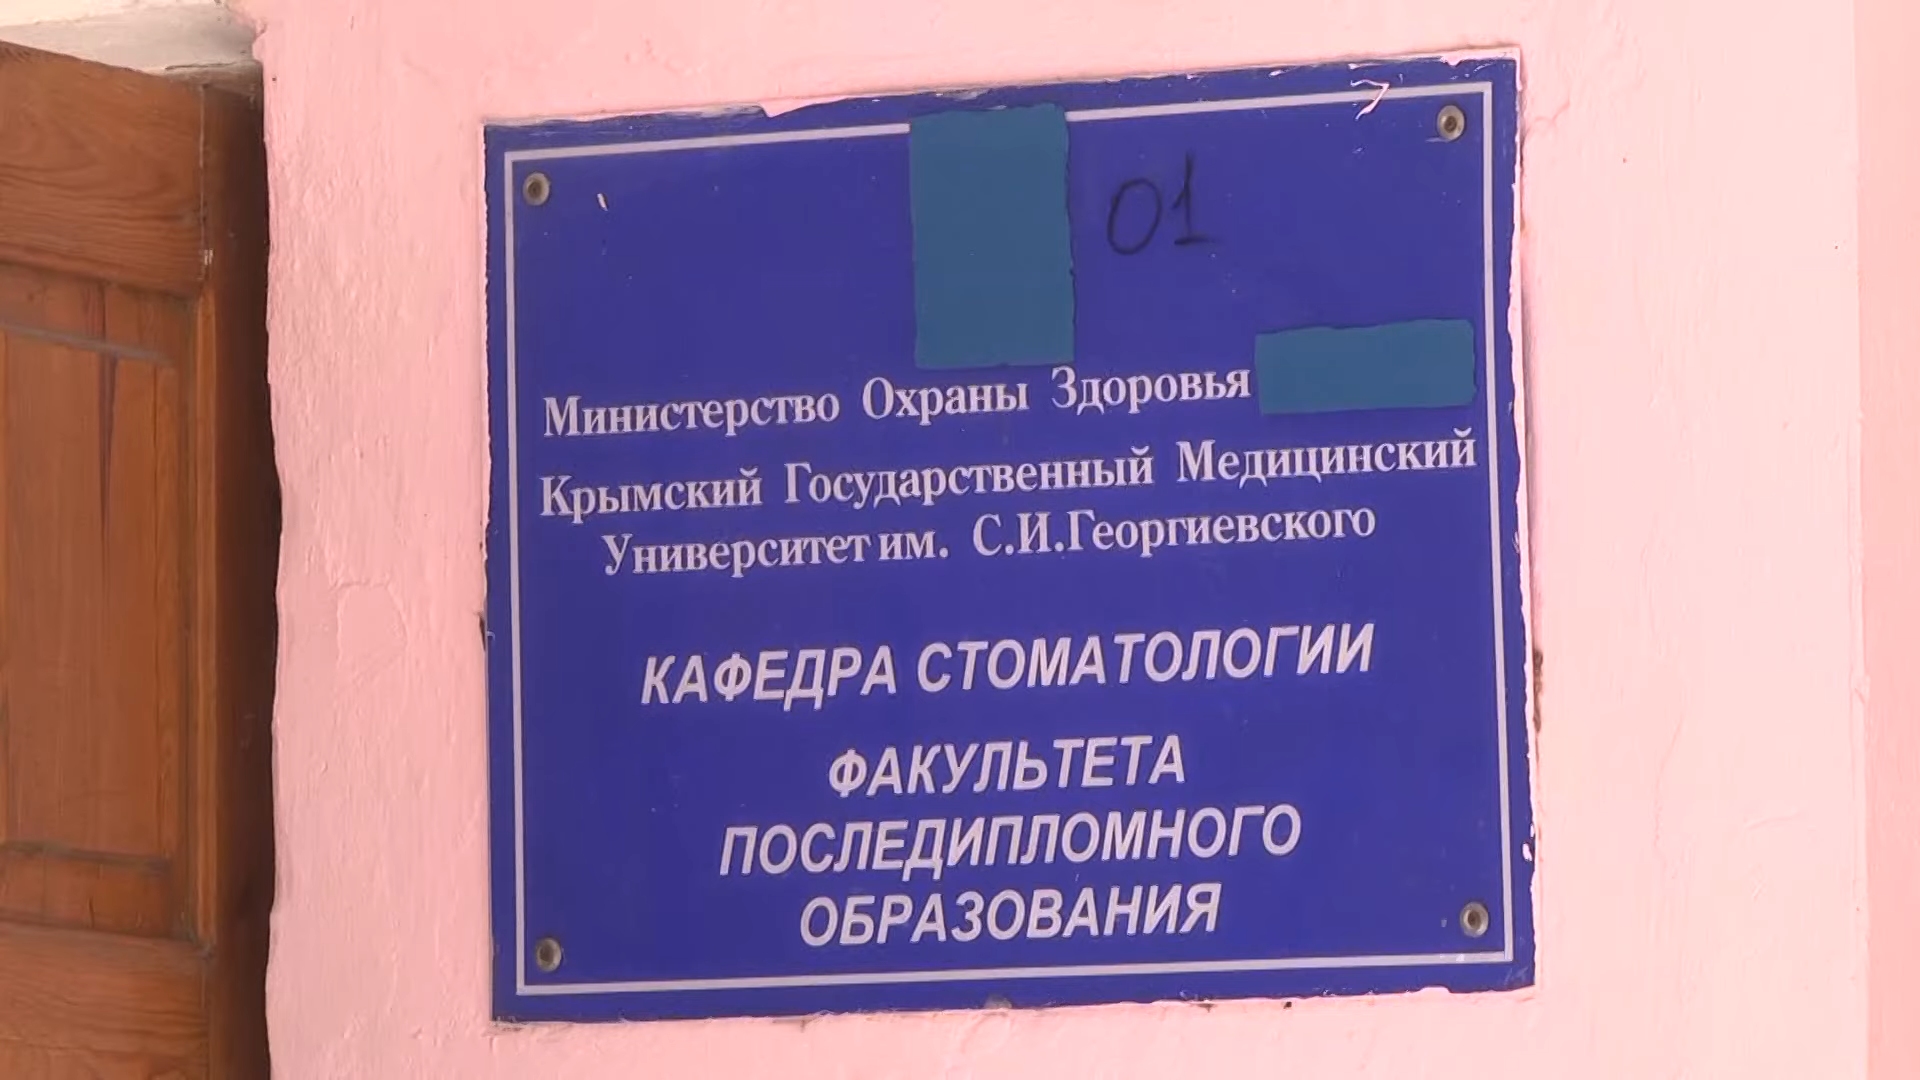 01
Министерство Охраны Здоровья
Крымский Государственный Медицинский
Университет им. С.И.Георгиевского
КАФЕДРА СТОМАТОЛОГИИ
ФАКУЛЬТЕТА
ПОСЛЕДИПЛОМНОГО
ОБРАЗОВАНИЯ